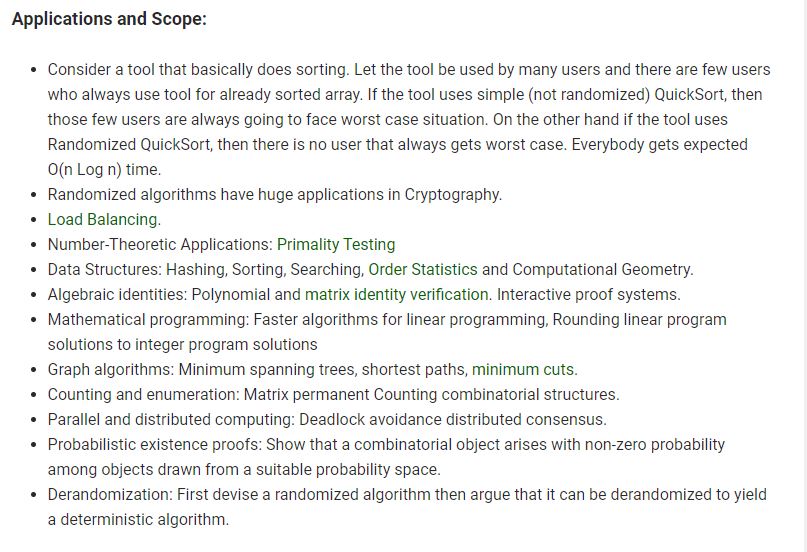 Applications and Scope:
• Consider a tool that basically does sorting. Let the tool be used by many users and there are few users
who always use tool for already sorted array. If the tool uses simple (not randomized) QuickSort, then
those few users are always going to face worst case situation. On the other hand if the tool uses
Randomized QuickSort, then there is no user that always gets worst case. Everybody gets expected
O(n Log n) time.
• Randomized algorithms have huge applications in Cryptography.
• Load Balancing.
• Number-Theoretic Applications: Primality Testing
• Data Structures: Hashing, Sorting, Searching, Order Statistics and Computational Geometry.
• Algebraic identities: Polynomial and matrix identity verification. Interactive proof systems.
• Mathematical programming: Faster algorithms for linear programming, Rounding linear program
solutions to integer program solutions
• Graph algorithms: Minimum spanning trees, shortest paths, minimum cuts.
• Counting and enumeration: Matrix permanent Counting combinatorial structures.
• Parallel and distributed computing: Deadlock avoidance distributed consensus.
• Probabilistic existence proofs: Show that a combinatorial object arises with non-zero probability
among objects drawn from a suitable probability space.
• Derandomization: First devise a randomized algorithm then argue that it can be derandomized to yield
a deterministic algorithm.